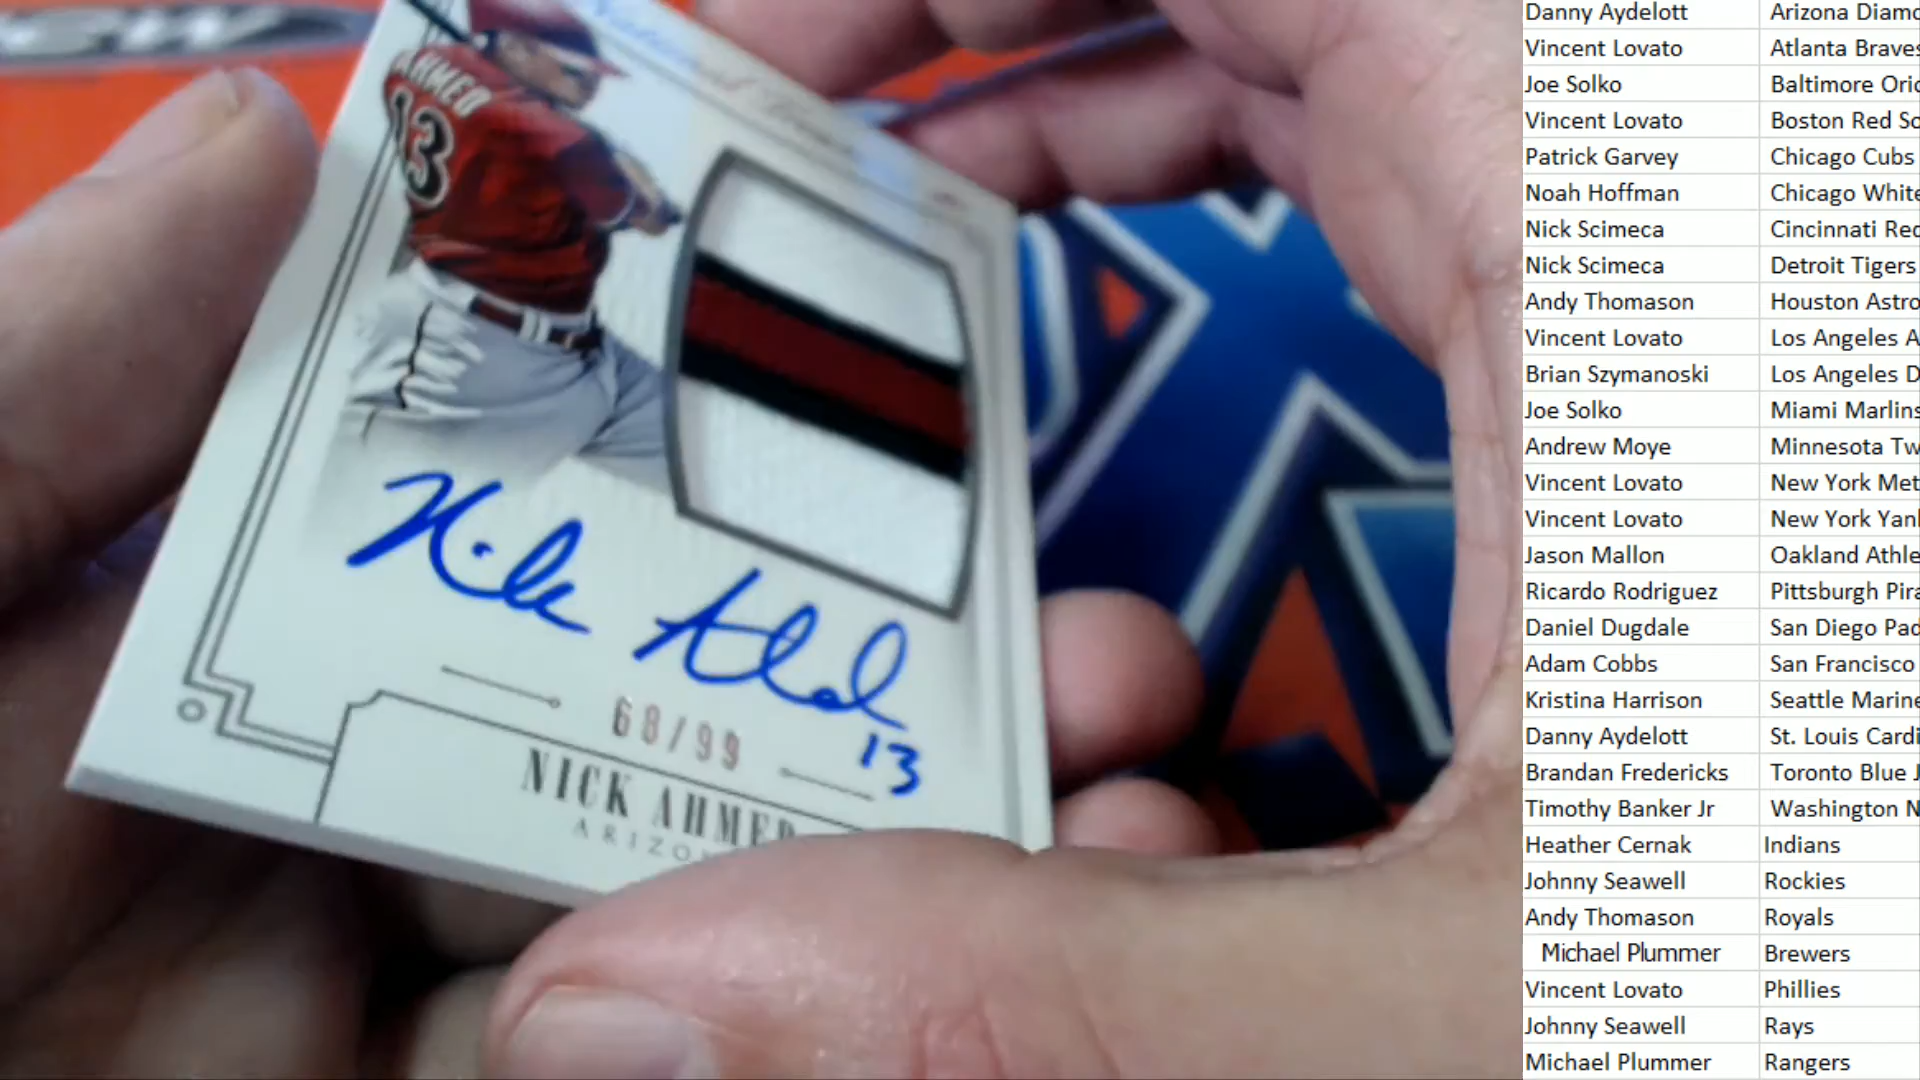 AHMED
13
Nick Ahmed
13
68/99
NICK AHMED
Danny Aydelott Arizona Diamo
Vincent Lovato Atlanta Braves
Joe Solko Baltimore Orio
Vincent Lovato Boston Red So
Patrick Garvey Chicago Cubs
Noah Hoffman Chicago White
Nick Scimeca Cincinnati Red
Nick Scimeca Detroit Tigers
Andy Thomason Houston Astro
Vincent Lovato Los Angeles A
Brian Szymanoski Los Angeles D
Joe Solko Miami Marlins
Andrew Moye Minnesota Tw
Vincent Lovato New York Met
Vincent Lovato New York Yank
Jason Mallon Oakland Athle
Ricardo Rodriguez Pittsburgh Pira
Daniel Dugdale San Diego Pad
Adam Cobbs San Francisco
Kristina Harrison Seattle Marine
Danny Aydelott St. Louis Cardi
Brandan Fredericks Toronto Blue J
Timothy Banker Jr Washington N
Heather Cernak Indians
Johnny Seawell Rockies
Andy Thomason Royals
Michael Plummer Brewers
Vincent Lovato Phillies
Johnny Seawell Rays
Michael Plummer Rangers